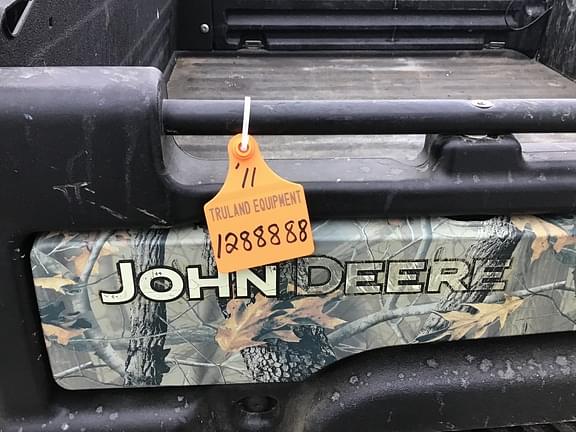 '11
TRULAND EQUIPMENT
1288888
JOHN DEERE